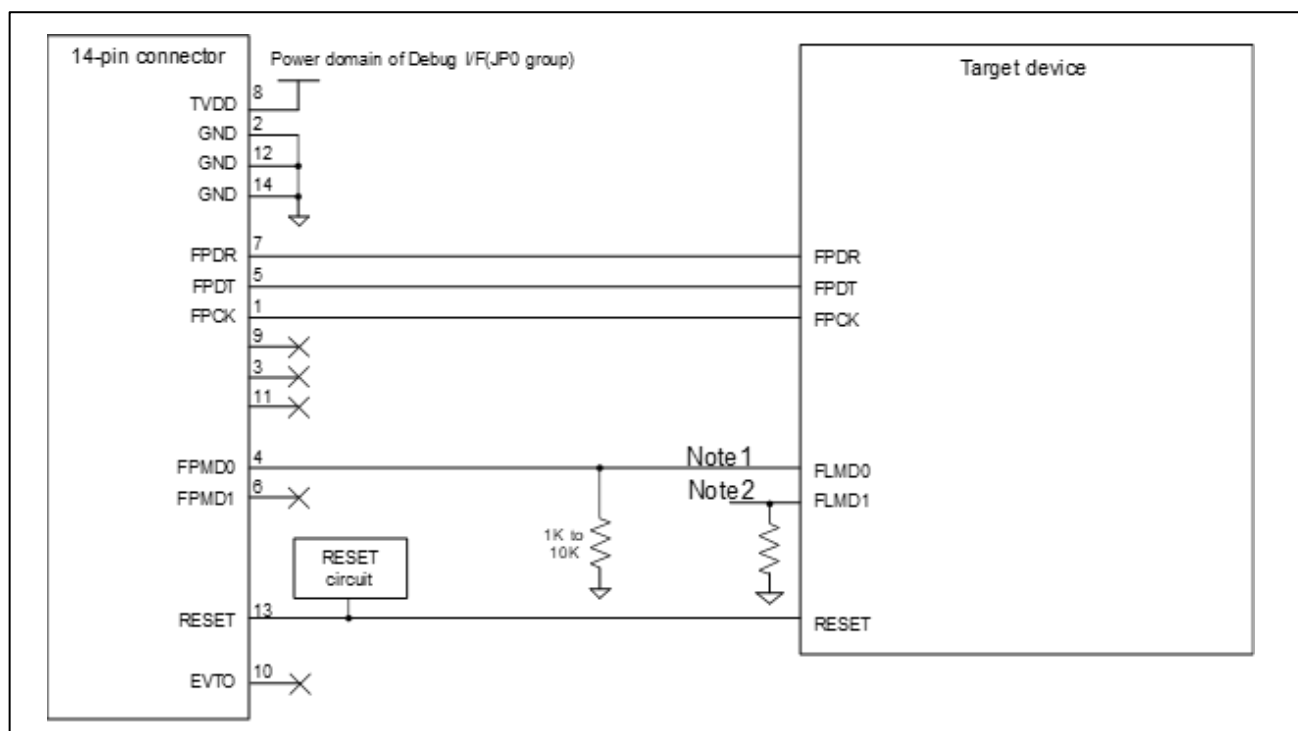 14-pin connector
Power domain of Debug I/F(JP0 group)
Target device
TVDD 8
GND 2
GND 12
GND 14
FPDR 7 FPDR
FPDT 5 FPDT
FPCK 1 FPCK
9
3
11
FPMD0 4 Note1 FLMD0
FPMD1 6 Note2 FLMD1
1K to
10K
RESET
circuit
RESET 13 RESET
EVTO 10